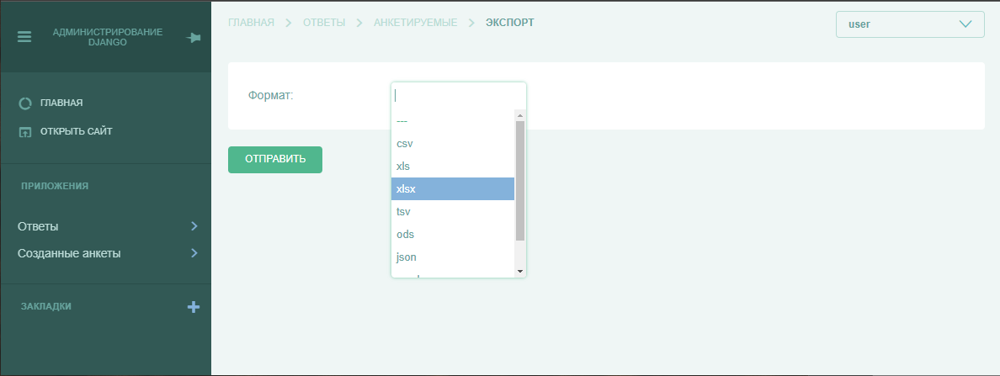 АДМИНИСТРИРОВАНИЕ
DJANGO
ГЛАВНАЯ
ОТКРЫТЬ САЙТ
ПРИЛОЖЕНИЯ
Ответы
Созданные анкеты
ЗАКЛАДКИ
ГЛАВНАЯ > ОТВЕТЫ > АНКЕТИРУЕМЫЕ > ЭКСПОРТ
user
Формат:
---
csv
xls
xlsx
tsv
ods
json
ОТПРАВИТЬ